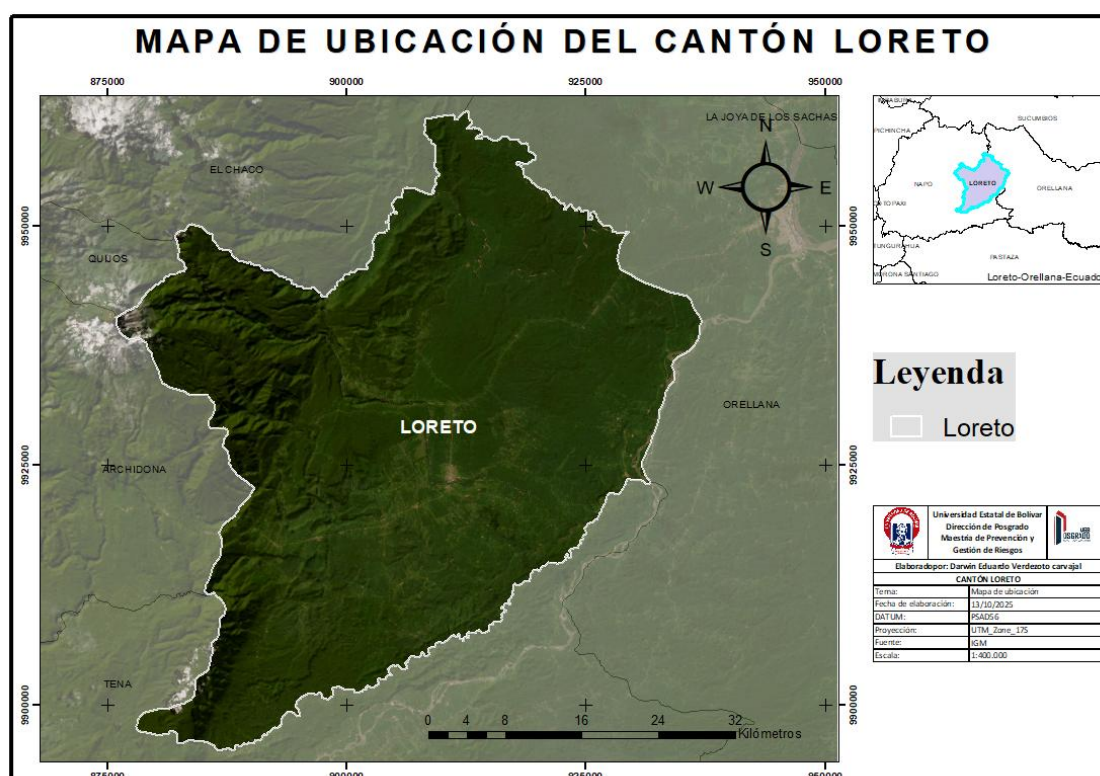 MAPA DE UBICACIÓN DEL CANTÓN LORETO
875000
900000
925000
950000
LA JOYA DE LOS SACHAS
N
W
E
S
EL CHACO
QUIJOS
9950000
9950000
ORELLANA
LORETO
9925000
ARCHIDONA
9925000
TENA
9900000
9900000
0 4 8 16 24 32
Kilómetros
875000
900000
925000
950000
PICHINCHA
SUCUMBIOS
NAPO
LORETO
ORELLANA
TUNGURAHUA
PASTAZA
MORONA SANTIAGO
Loreto-Orellana-Ecuado
Leyenda
Loreto
Universidad Estatal de Bolívar
Dirección de Posgrado
Maestría de Prevención y
Gestión de Riesgos
Elaboradopor: Darwin Eduardo Verdezoto carvajal
CANTÓN LORETO
Tema: Mapa de ubicación
Fecha de elaboración: 13/10/2025
DATUM: PSAD56
Proyección: UTM_Zone_17S
Fuente: IGM
Escala: 1:400.000